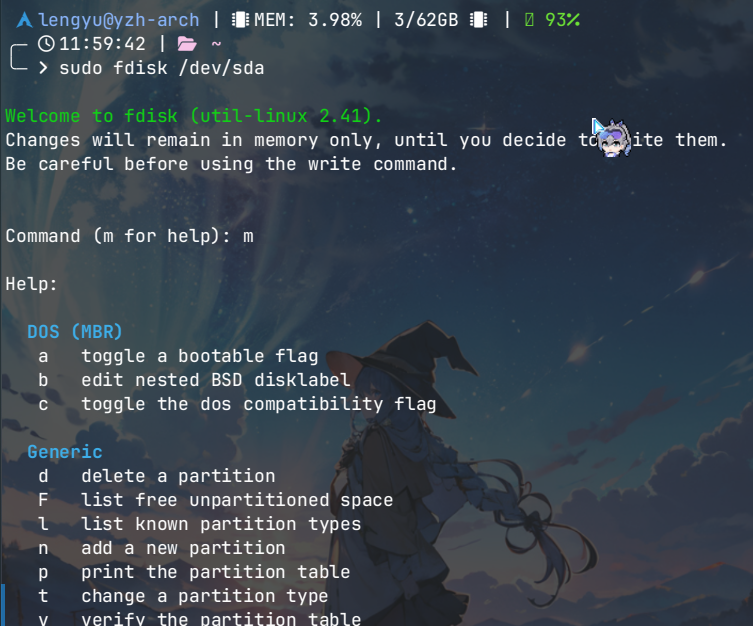 lengyu@yzh-arch | MEM: 3.98% | 3/62GB | 93%
11:59:42 | ~
> sudo fdisk /dev/sda
Welcome to fdisk (util-linux 2.41).
Changes will remain in memory only, until you decide to ite them.
Be careful before using the write command.
Command (m for help): m
Help:
DOS (MBR)
a toggle a bootable flag
b edit nested BSD disklabel
c toggle the dos compatibility flag
Generic
d delete a partition
F list free unpartitioned space
l list known partition types
n add a new partition
p print the partition table
t change a partition type
v verify the partition table